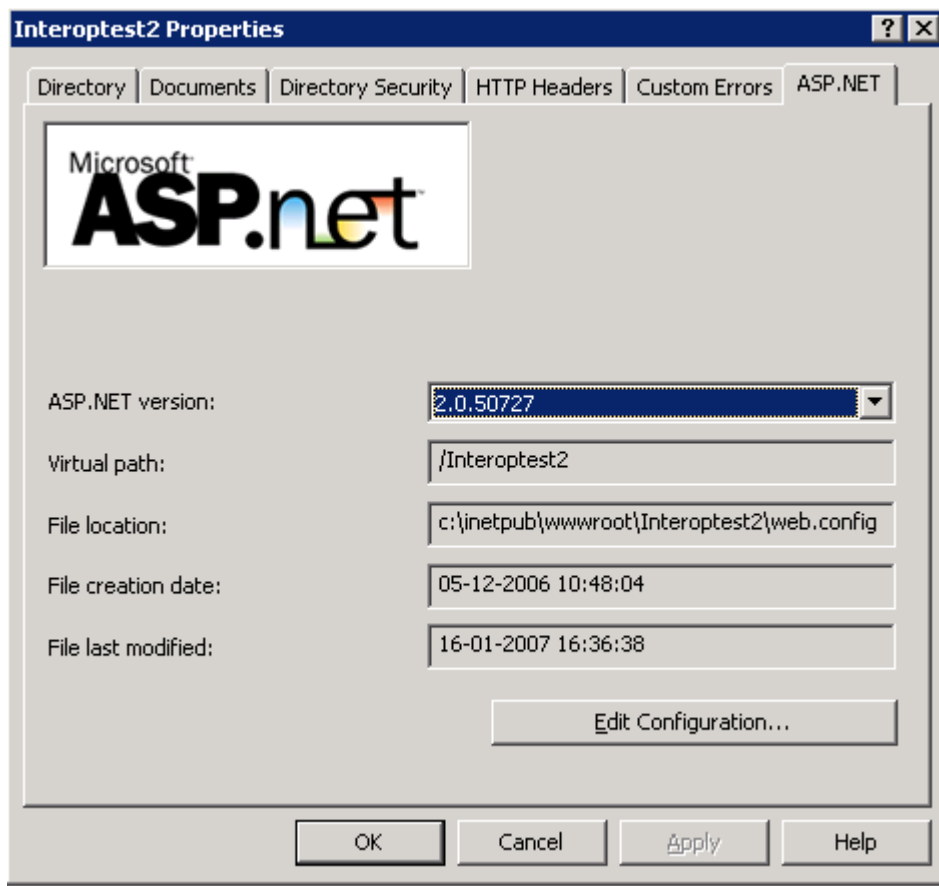 Interoptest2 Properties
Directory Documents Directory Security HTTP Headers Custom Errors ASP.NET
Microsoft
ASP.net
ASP.NET version: 2.0.50727
Virtual path: /Interoptest2
File location: c:\inetpub\wwwroot\Interoptest2\web.config
File creation date: 05-12-2006 10:48:04
File last modified: 16-01-2007 16:36:38
Edit Configuration...
OK Cancel Apply Help